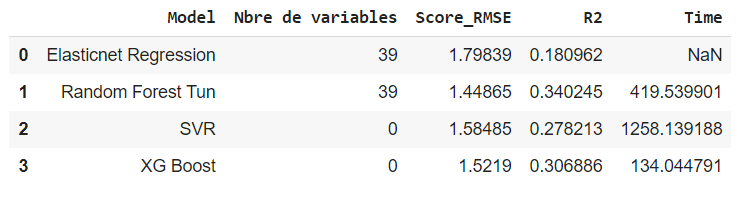 Model Nbre de variables Score_RMSE R2 Time
0 Elasticnet Regression 39 1.79839 0.180962 NaN
1 Random Forest Tun 39 1.44865 0.340245 419.539901
2 SVR 0 1.58485 0.278213 1258.139188
3 XG Boost 0 1.5219 0.306886 134.044791